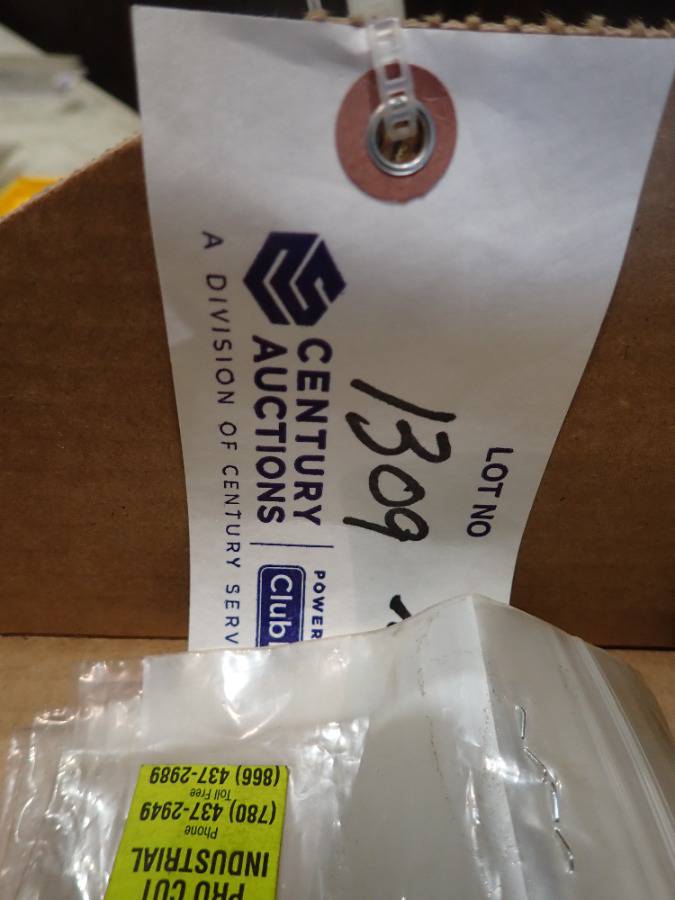 LOT NO
1309
CENTURY
AUCTIONS
POWER
Club
A DIVISION OF CENTURY SERV
PRO CUT
INDUSTRIAL
Phone
(780) 437-2949
Toll Free
(866) 437-2989